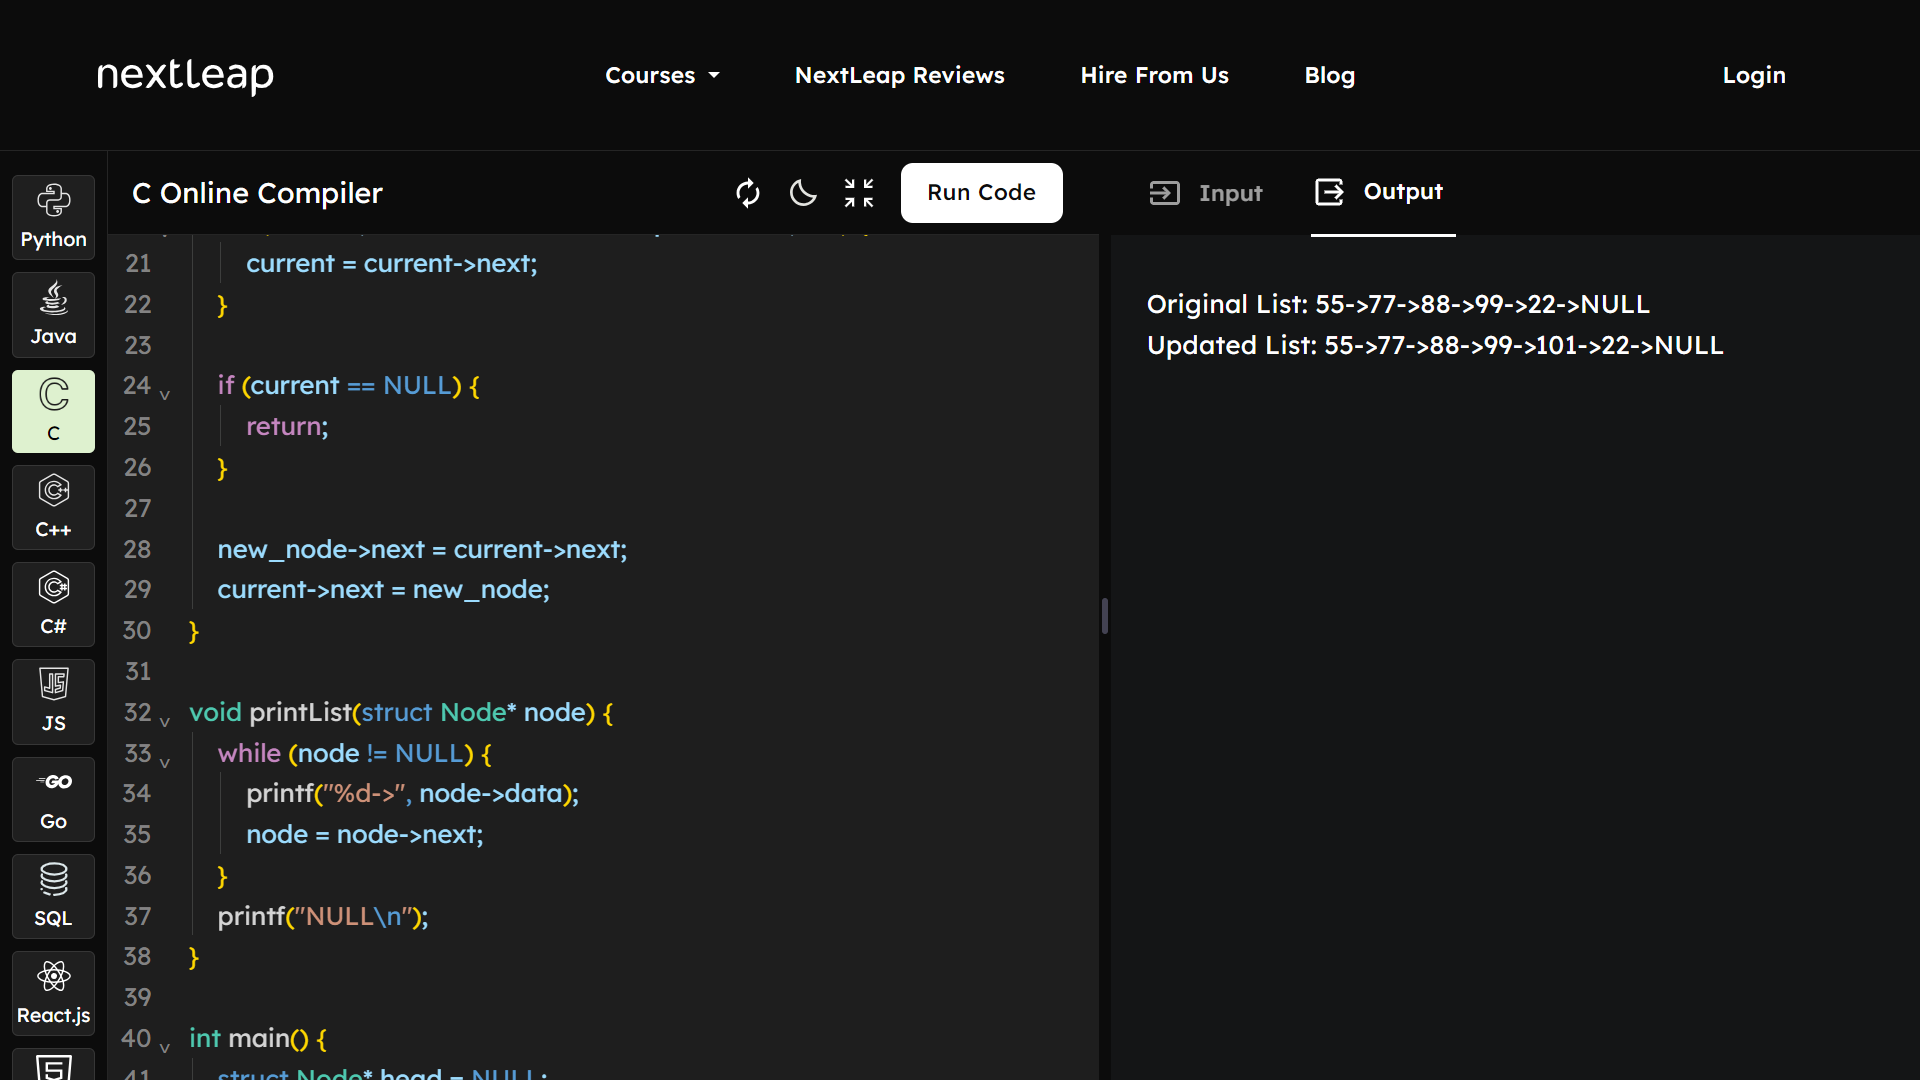 nextleap
Courses
NextLeap Reviews
Hire From Us
Blog
Login
Python
Java
C
C
C++
C#
JS
GO
Go
SQL
React.js
C Online Compiler
Run Code
Input
Output
21 current = current->next;
22 }
23
24 if (current == NULL) {
25 return;
26 }
27
28 new_node->next = current->next;
29 current->next = new_node;
30 }
31
32 void printList(struct Node* node) {
33 while (node != NULL) {
34 printf("%d->", node->data);
35 node = node->next;
36 }
37 printf("NULL\n");
38 }
39
40 int main() {
41 struct Node* head = NULL;
Original List: 55->77->88->99->22->NULL
Updated List: 55->77->88->99->101->22->NULL